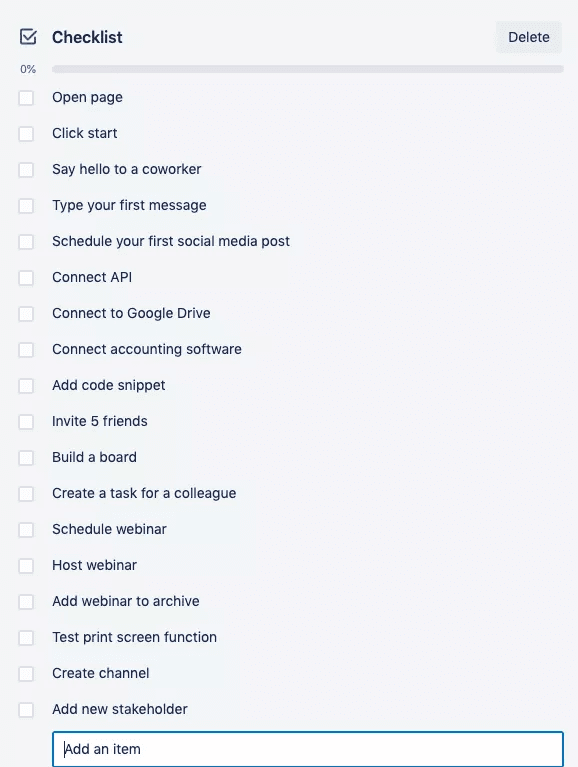 Checklist
Delete
0%
Open page
Click start
Say hello to a coworker
Type your first message
Schedule your first social media post
Connect API
Connect to Google Drive
Connect accounting software
Add code snippet
Invite 5 friends
Build a board
Create a task for a colleague
Schedule webinar
Host webinar
Add webinar to archive
Test print screen function
Create channel
Add new stakeholder
Add an item